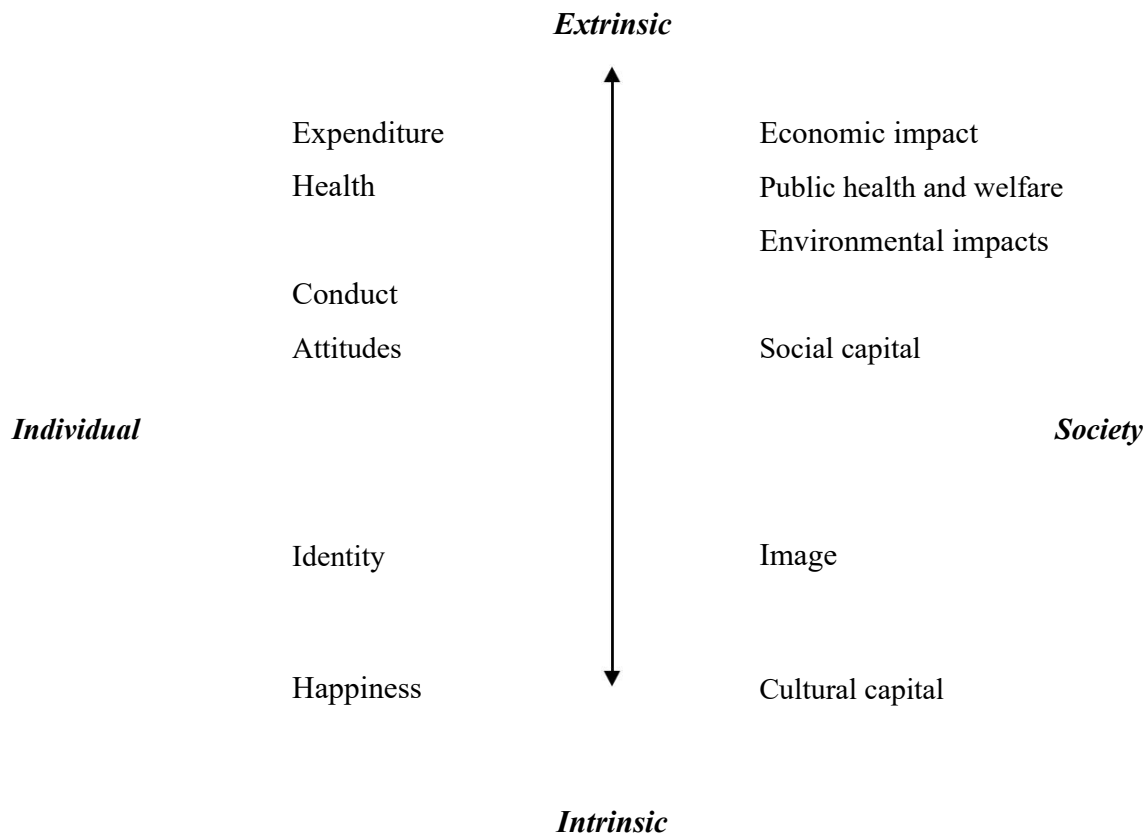 Extrinsic
Expenditure Economic impact
Health Public health and welfare
Environmental impacts
Conduct
Attitudes Social capital
Individual Society
Identity Image
Happiness Cultural capital
Intrinsic